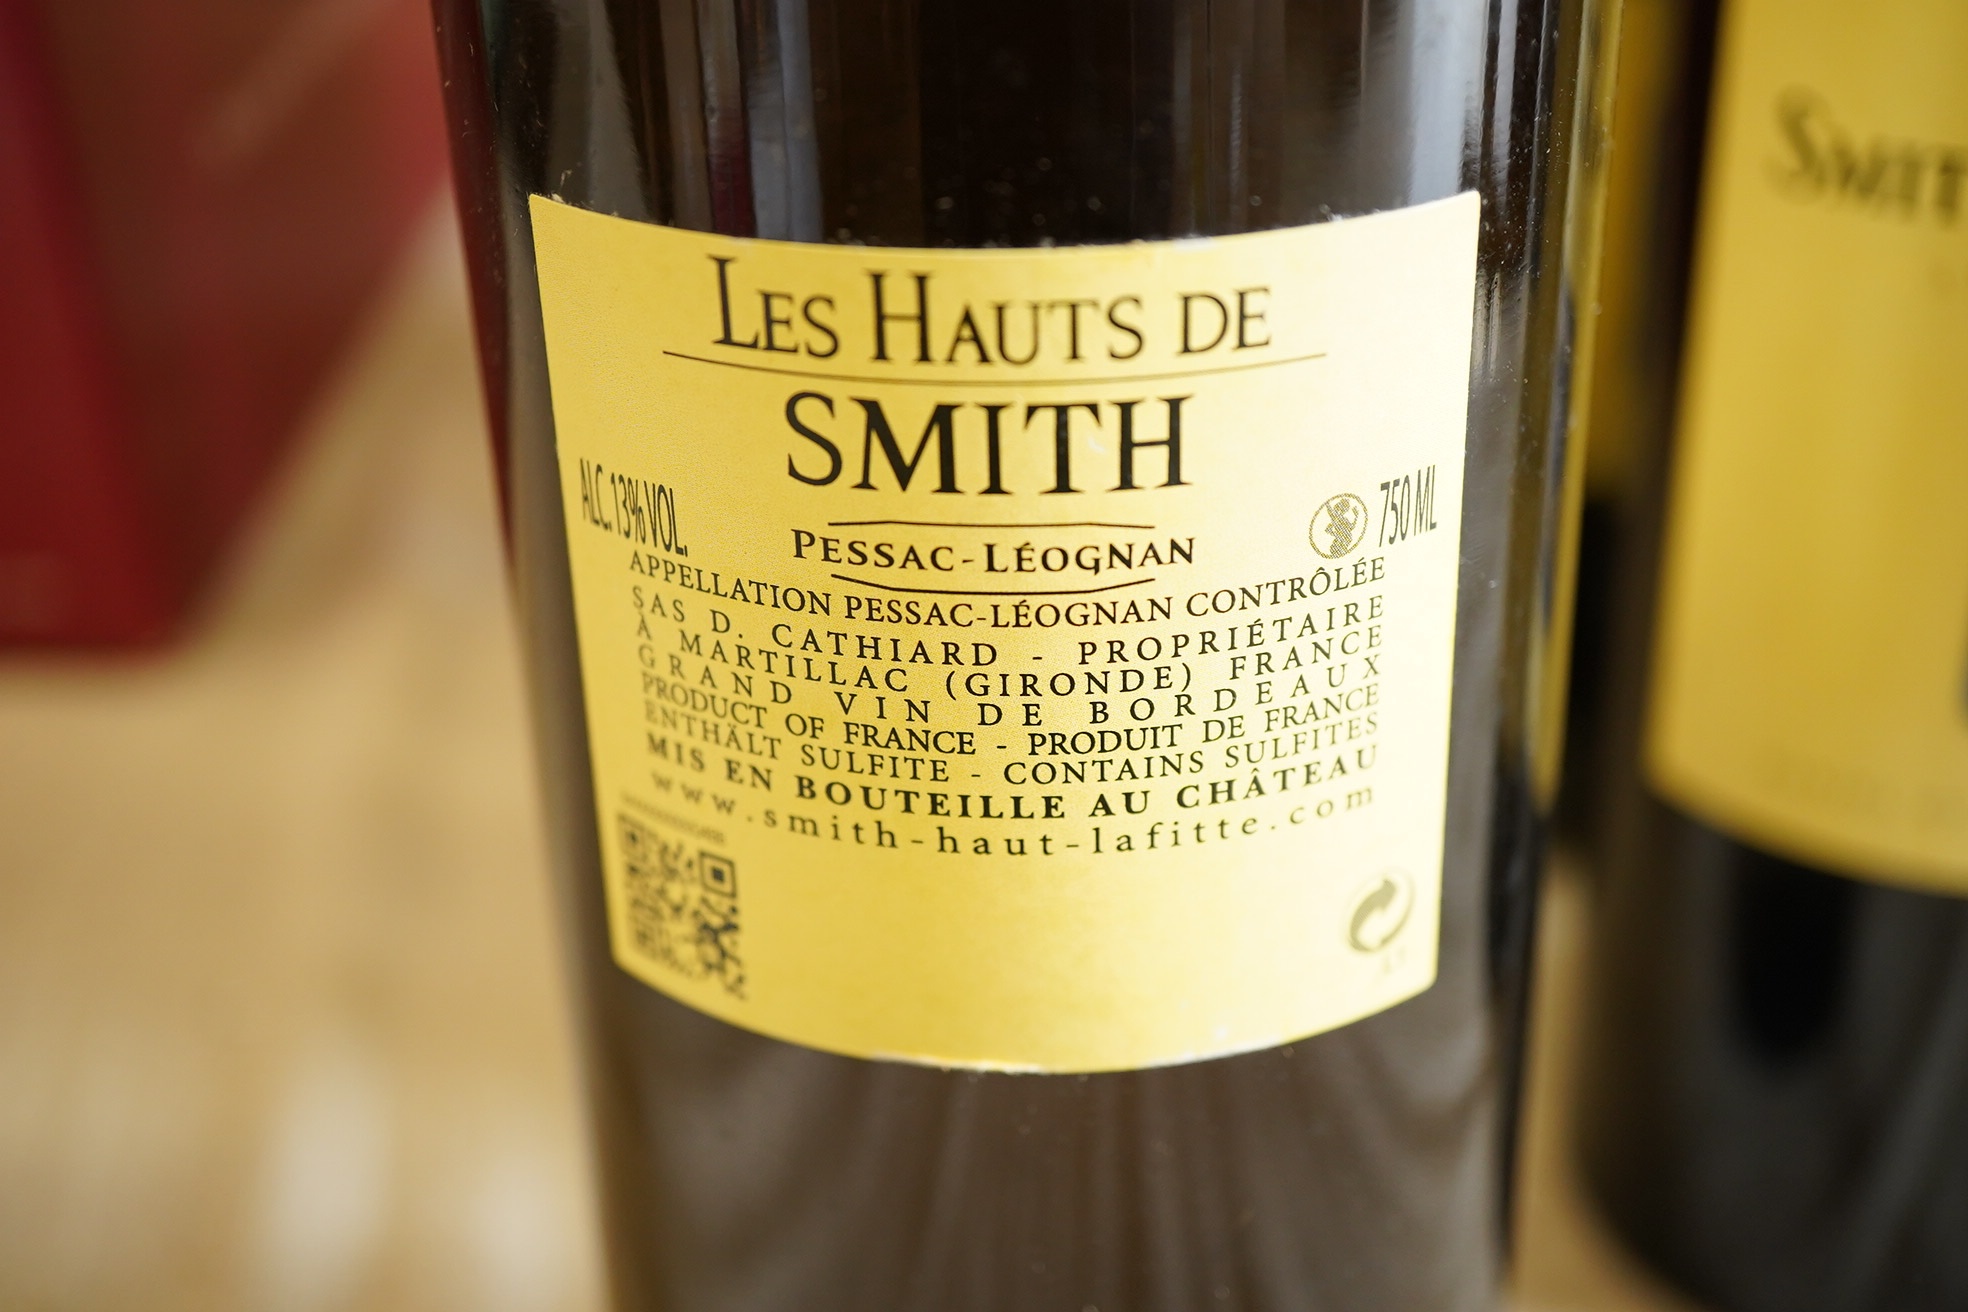 LES HAUTS DE
SMITH
ALC. 13% VOL.
750 ML
PESSAC-LÉOGNAN
APPELLATION PESSAC-LÉOGNAN CONTRÔLÉE
SAS D. CATHIARD - PROPRIÉTAIRE
À MARTILLAC (GIRONDE) FRANCE
GRAND VIN DE BORDEAUX
PRODUCT OF FRANCE - PRODUIT DE FRANCE
ENTHÄLT SULFITE - CONTAINS SULFITES
MIS EN BOUTEILLE AU CHÂTEAU
www.smith-haut-lafitte.com
SMIT